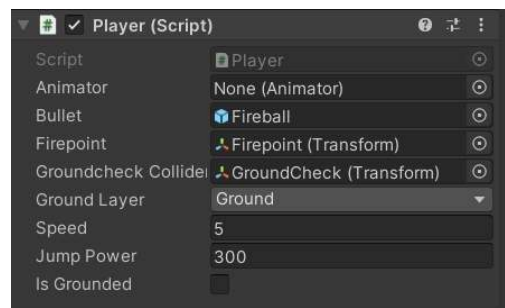 # Player (Script)
Script Player
Animator None (Animator)
Bullet Fireball
Firepoint Firepoint (Transform)
Groundcheck Collider GroundCheck (Transform)
Ground Layer Ground
Speed 5
Jump Power 300
Is Grounded